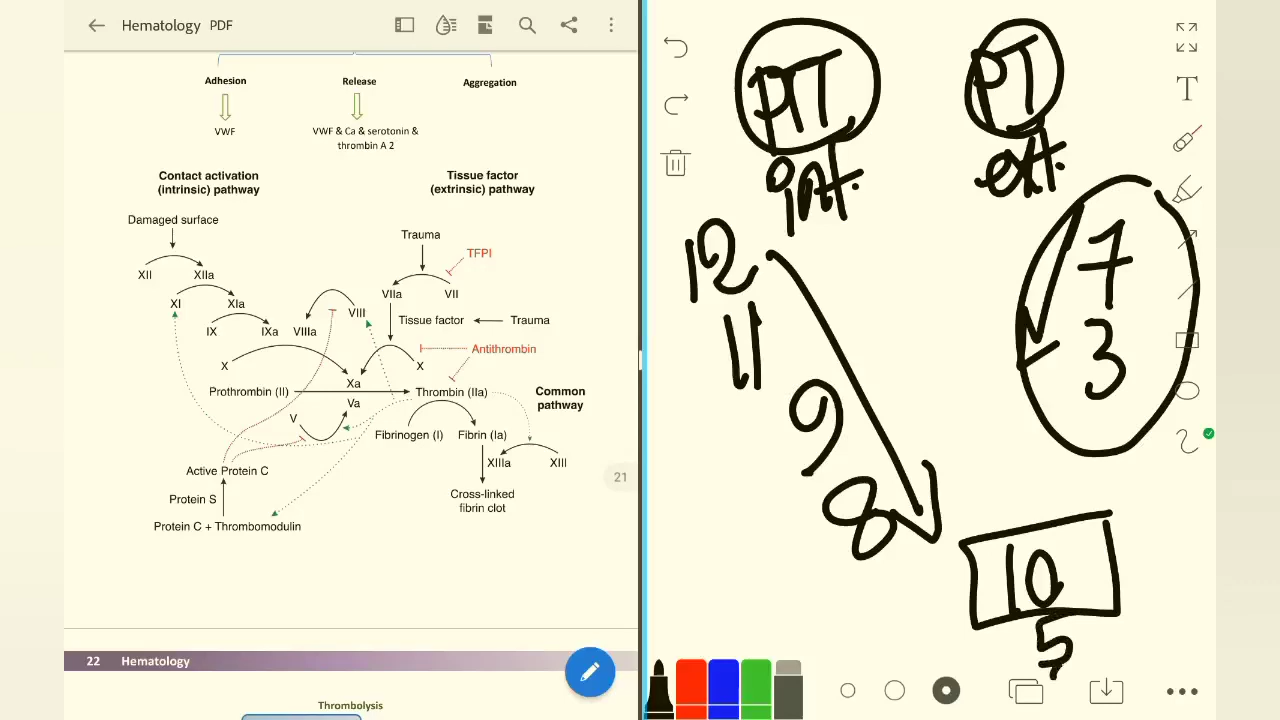 Hematology PDF
Adhesion
Release
Aggregation
VWF
VWF & Ca & serotonin &
thrombin A 2
Contact activation
(intrinsic) pathway
Tissue factor
(extrinsic) pathway
Damaged surface
Trauma
TFPI
XII
XIIa
VIIa
VII
XI
XIa
VIII
IX
IXa
VIIIa
Tissue factor
Trauma
Antithrombin
X
X
Xa
Prothrombin (II)
Thrombin (IIa)
Common
pathway
Va
V
Fibrinogen (I)
Fibrin (Ia)
XIIIa
XIII
Active Protein C
Cross-linked
fibrin clot
Protein S
Protein C + Thrombomodulin
21
22 Hematology
Thrombolysis
PTT
PT
int.
ext.
12
11
9
8
7
3
10
5
T